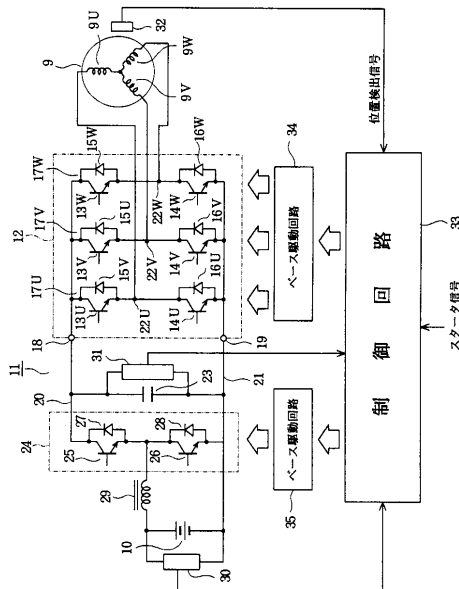 32
9U
9
9W
9V
17W
15W
17V
15U
12
17U
15V
13W
13V
13U
22W
22V
22U
16W
14W
16V
14V
16U
14U
18
19
11
31
20
23
21
24
27
25
28
26
29
10
30
34
ベース駆動回路
35
ベース駆動回路
位置検出信号
制御回路
33
スタータ信号